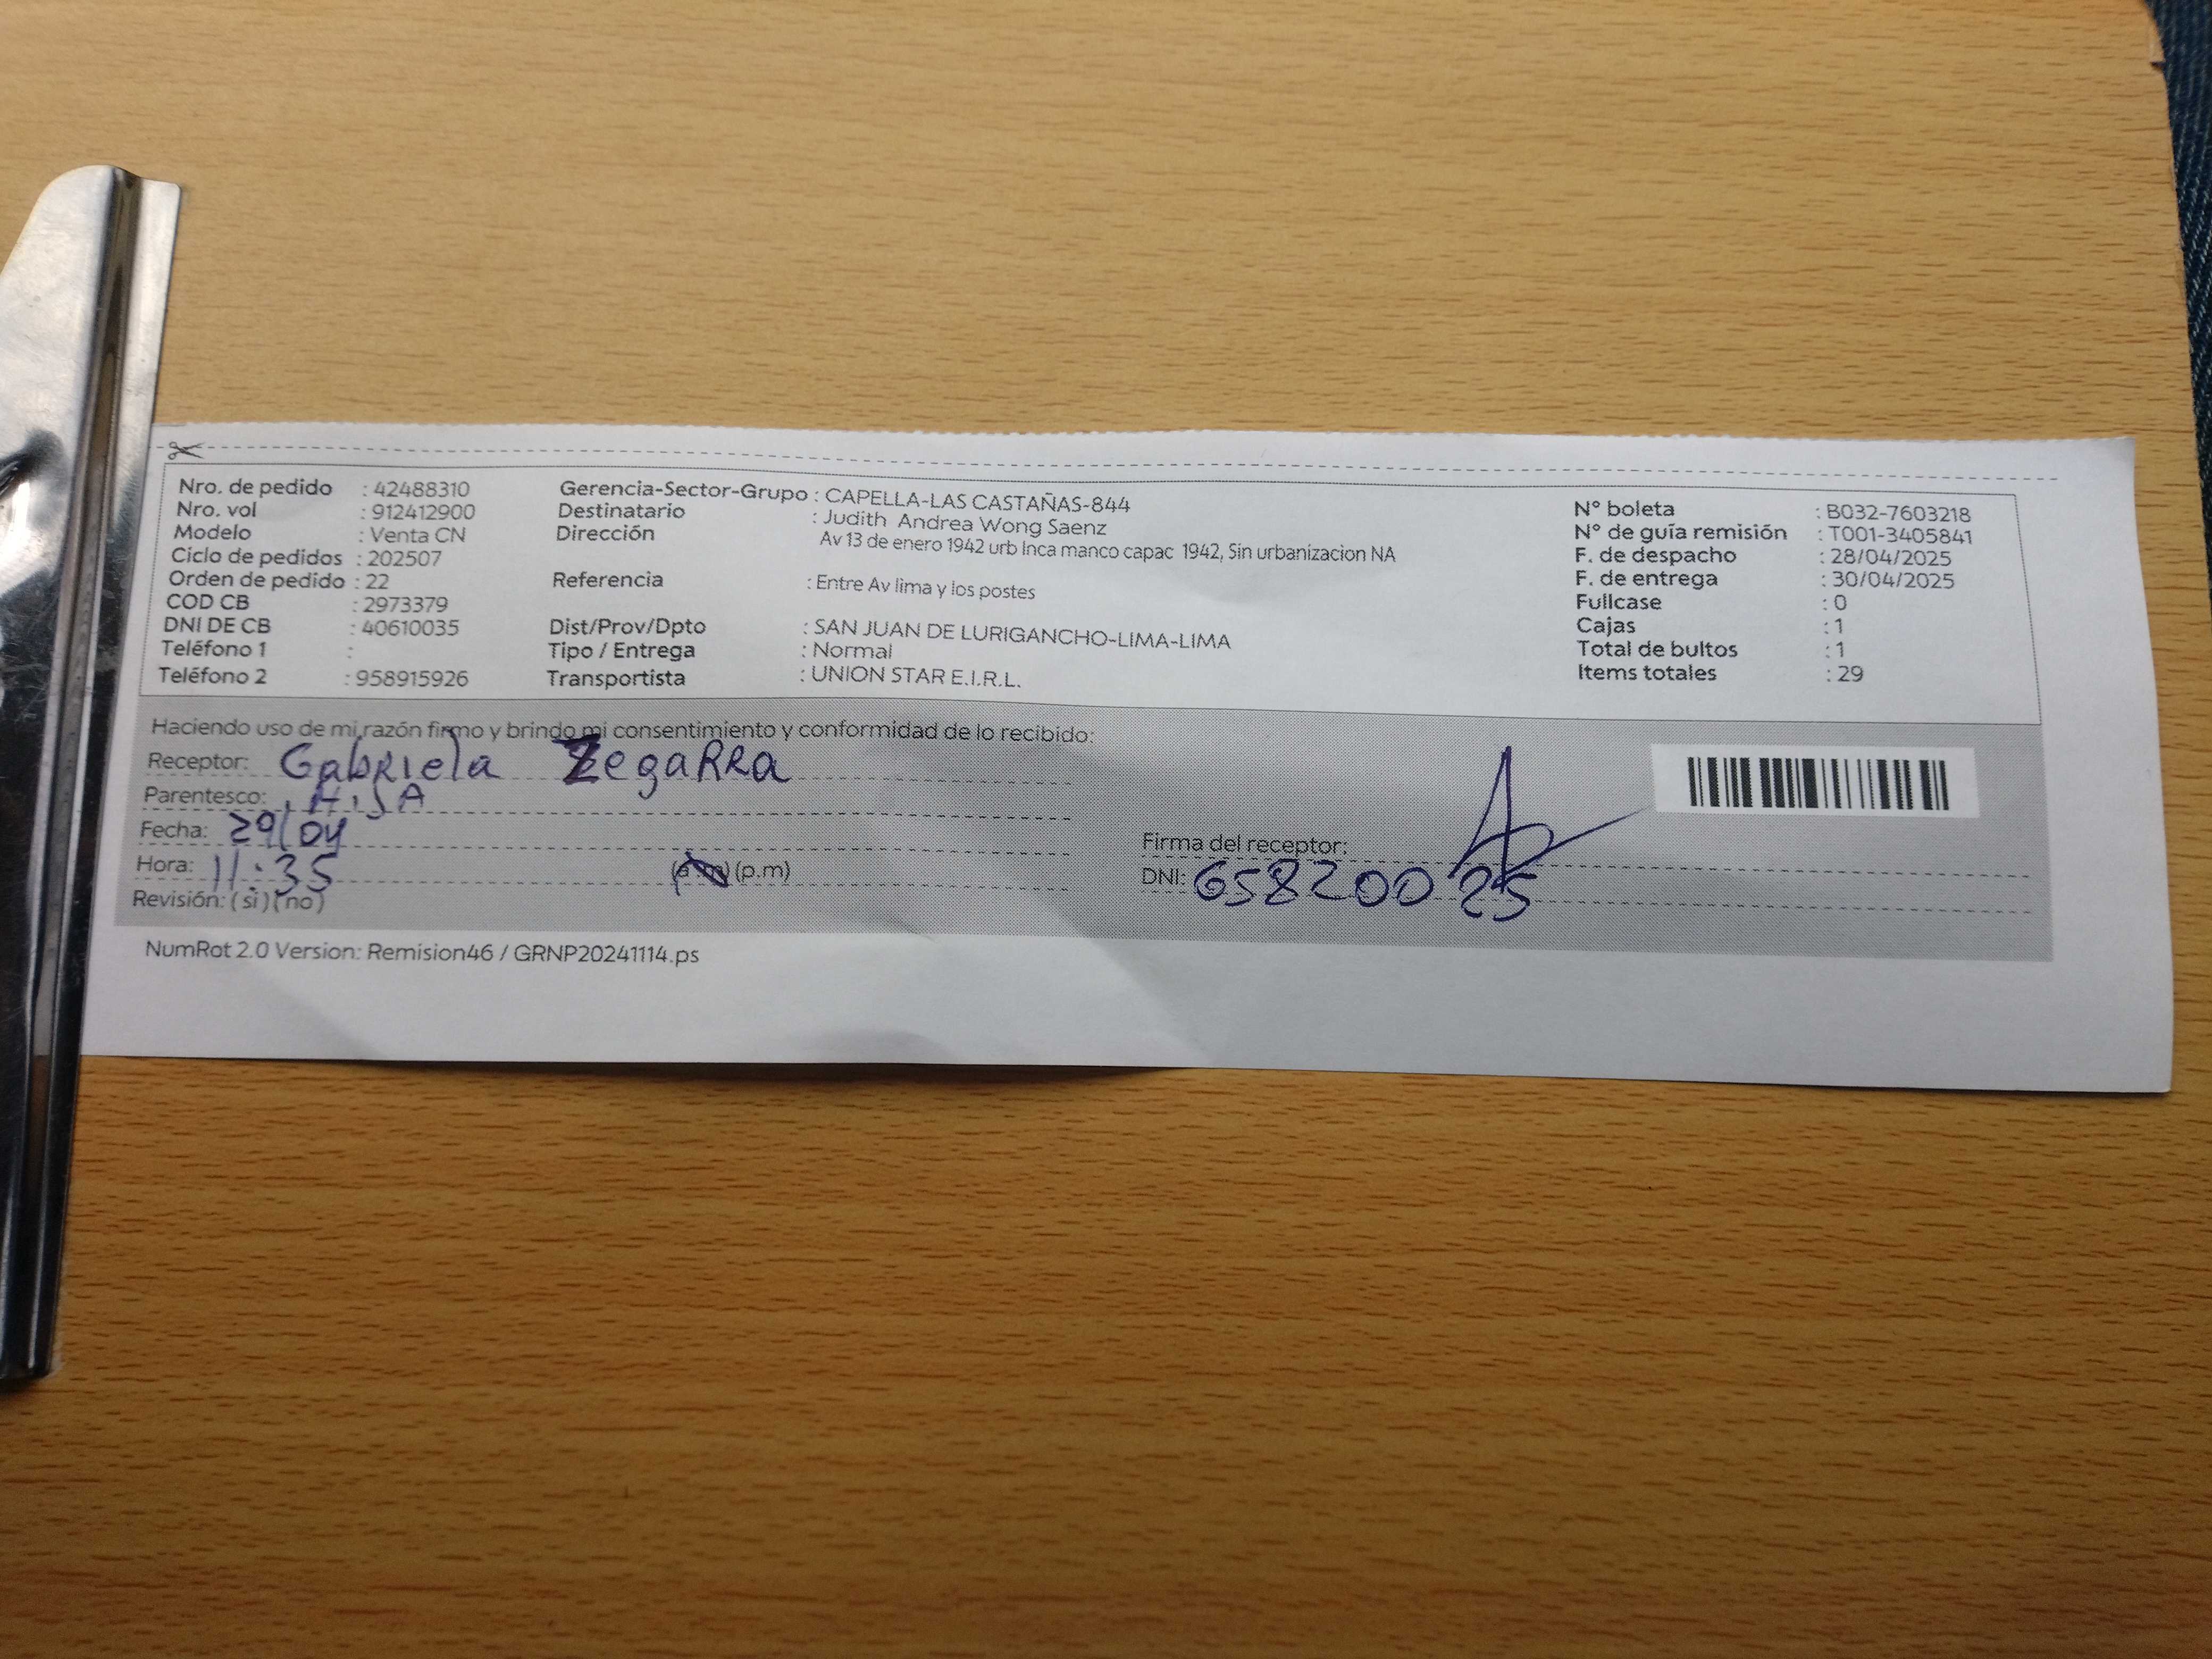 Nro. de pedido : 42488310
Nro. vol : 912412900
Modelo : Venta CN
Ciclo de pedidos : 202507
Orden de pedido : 22
COD CB : 2973379
DNI DE CB : 40610035
Teléfono 1 :
Teléfono 2 : 958915926
Gerencia-Sector-Grupo : CAPELLA-LAS CASTAÑAS-844
Destinatario : Judith Andrea Wong Saenz
Dirección Av 13 de enero 1942 urb Inca manco capac 1942, Sin urbanizacion NA
Referencia : Entre Av lima y los postes
Dist/Prov/Dpto : SAN JUAN DE LURIGANCHO-LIMA-LIMA
Tipo / Entrega : Normal
Transportista : UNION STAR E.I.R.L.
N° boleta : B032-7603218
N° de guía remisión : T001-3405841
F. de despacho : 28/04/2025
F. de entrega : 30/04/2025
Fullcase : 0
Cajas : 1
Total de bultos : 1
Items totales : 29
Haciendo uso de mi razón firmo y brindo mi consentimiento y conformidad de lo recibido:
Receptor: Gabriela Zegarra
Parentesco: HIJA
Fecha: 29/04
Hora: 11:35 (a.m) (p.m)
Revisión: (si) (no)
Firma del receptor:
DNI: 65820025
NumRot 2.0 Version: Remision46 / GRNP20241114.ps